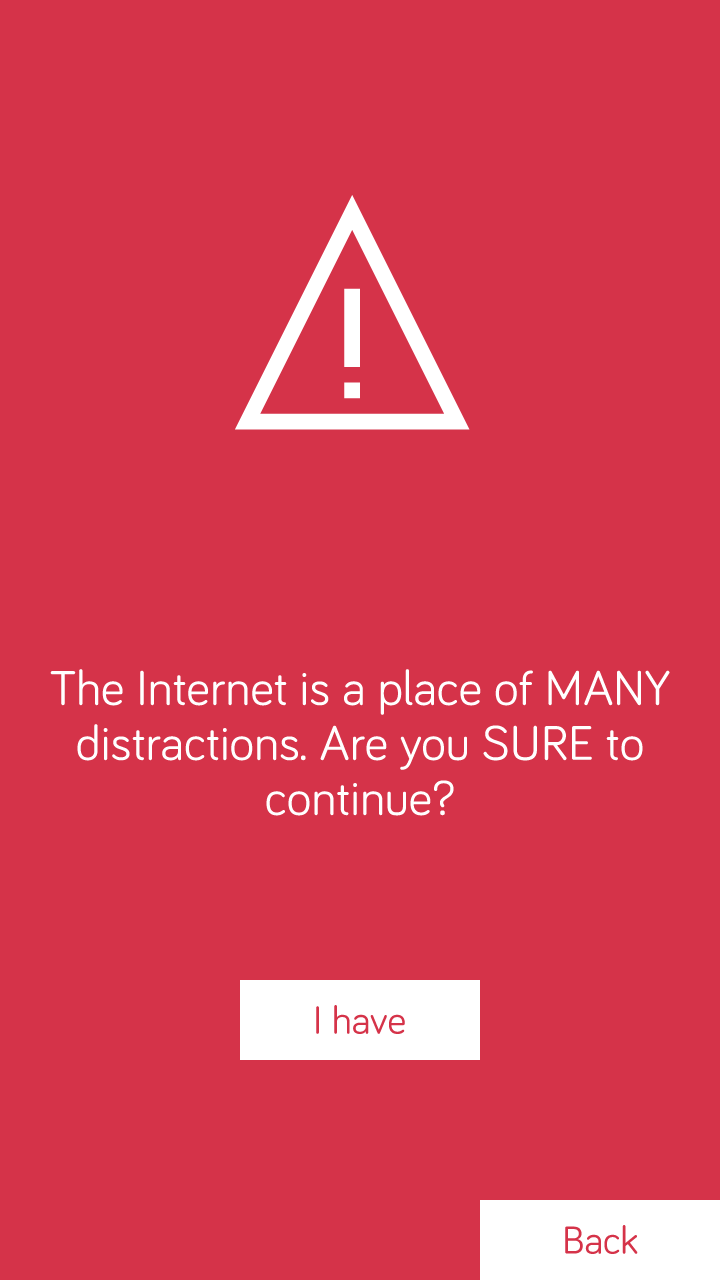 The Internet is a place of MANY
distractions. Are you SURE to
continue?
I have
Back